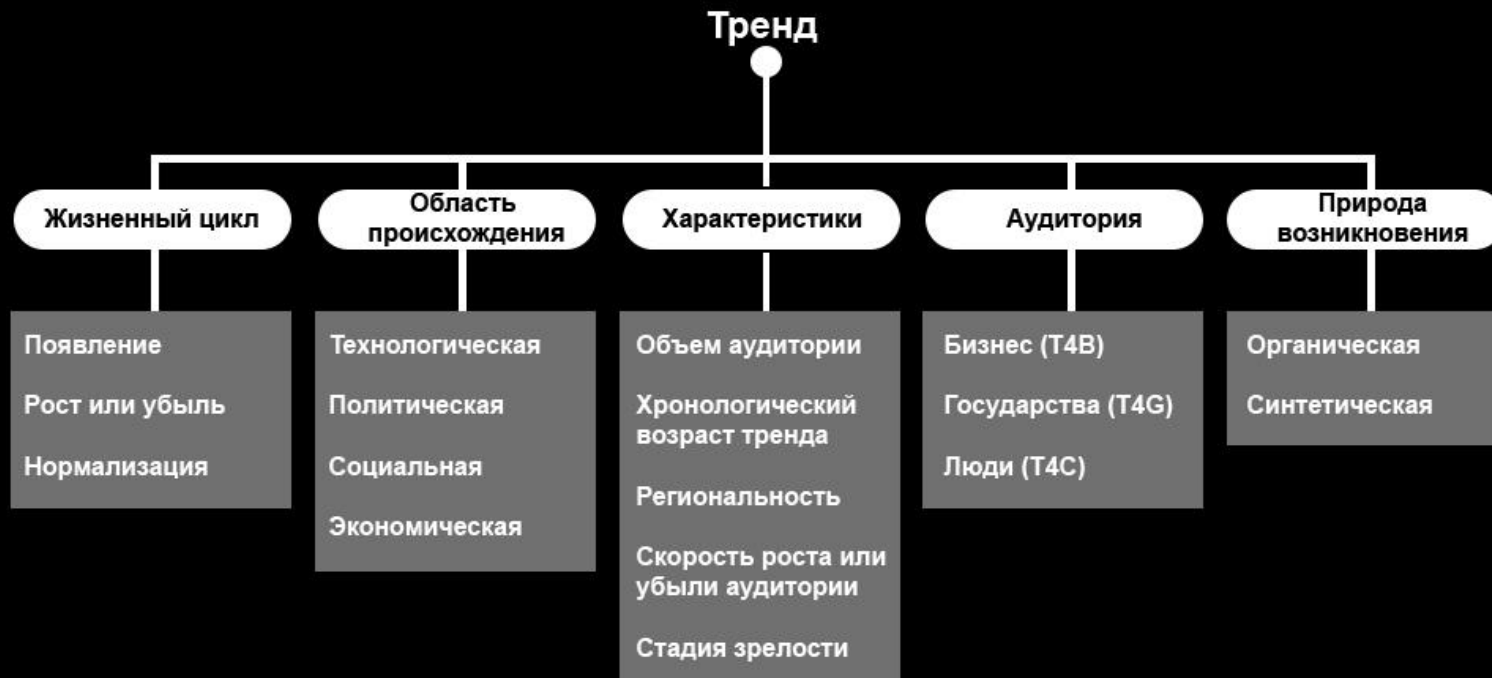 Тренд
Жизненный цикл
Появление
Рост или убыль
Нормализация
Область
происхождения
Технологическая
Политическая
Социальная
Экономическая
Характеристики
Объем аудитории
Хронологический
возраст тренда
Региональность
Скорость роста или
убыли аудитории
Стадия зрелости
Аудитория
Бизнес (T4B)
Государства (T4G)
Люди (T4C)
Природа
возникновения
Органическая
Синтетическая